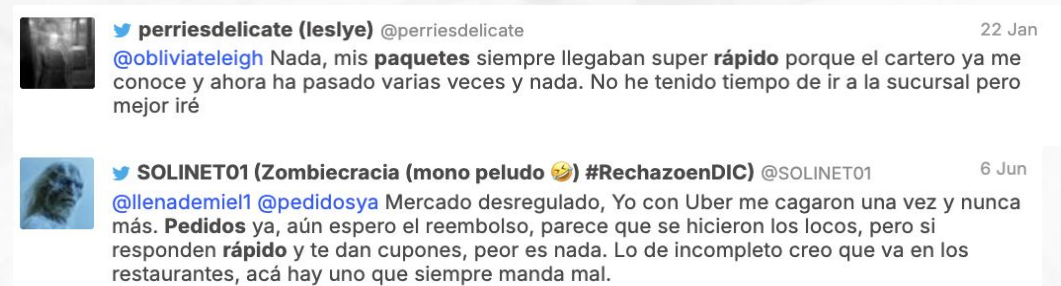 perriesdelicate (leslye) @perriesdelicate 22 Jan
@obliviateleigh Nada, mis paquetes siempre llegaban super rápido porque el cartero ya me
conoce y ahora ha pasado varias veces y nada. No he tenido tiempo de ir a la sucursal pero
mejor iré
SOLINET01 (Zombiecracia (mono peludo 🤣) #RechazoenDIC) @SOLINET01 6 Jun
@llenademiel1 @pedidosya Mercado desregulado, Yo con Uber me cagaron una vez y nunca
más. Pedidos ya, aún espero el reembolso, parece que se hicieron los locos, pero si
responden rápido y te dan cupones, peor es nada. Lo de incompleto creo que va en los
restaurantes, acá hay uno que siempre manda mal.